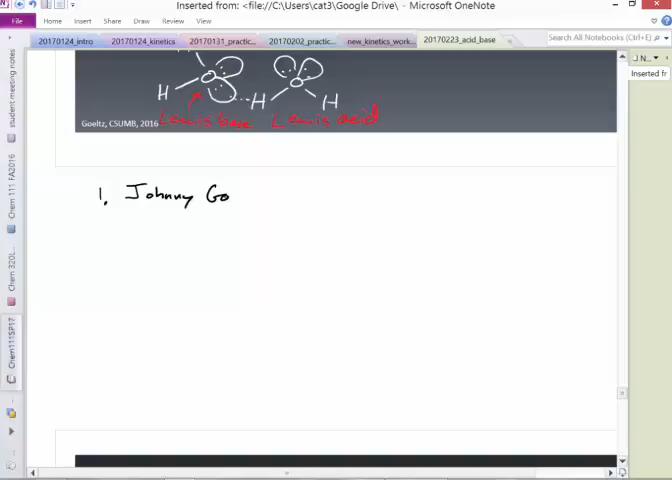 Inserted from: <file://C:/Users/cat3/Google Drive/\ - Microsoft OneNote
File Home Insert Share Draw Review View
20170124_intro 20170124_kinetics 20170131_practic... 20170202_practic... new_kinetics_work... 20170223_acid_base
Search All Notebooks (Ctrl+E)
N...
Inserted fr
student meeting notes
Chem 111 FA2016
Chem 320L...
Chem111SP17
H H H
Goeltz, CSUMB, 2016 Lewis base Lewis acid
1. Johnny Go